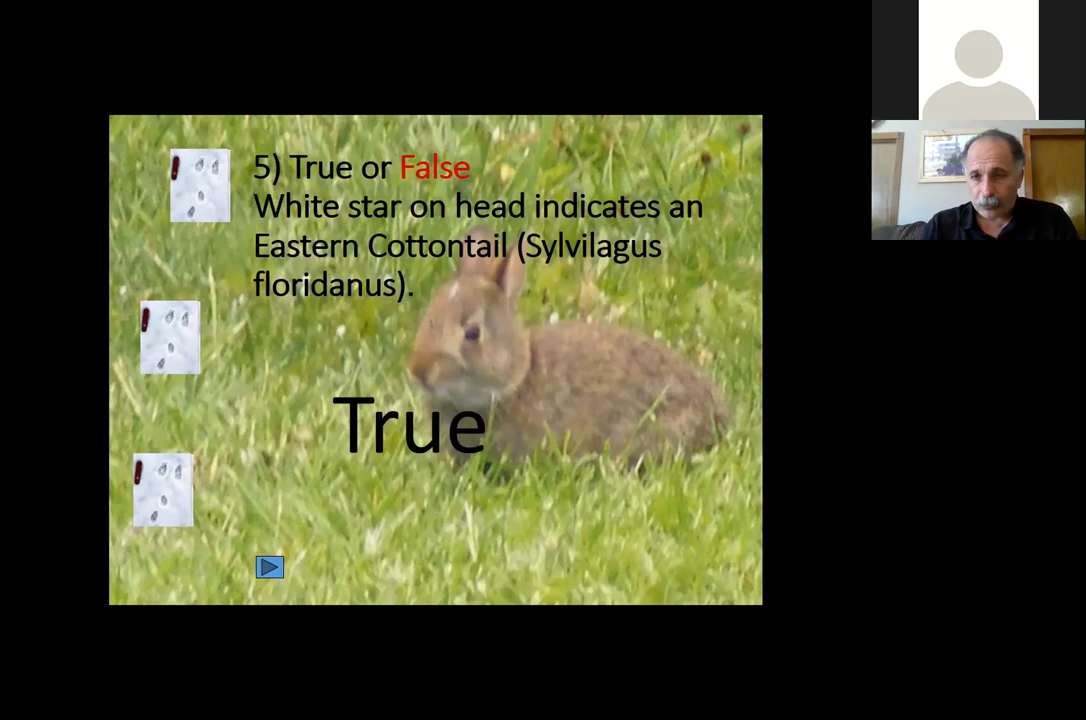 5) True or False
White star on head indicates an
Eastern Cottontail (Sylvilagus
floridanus).
True